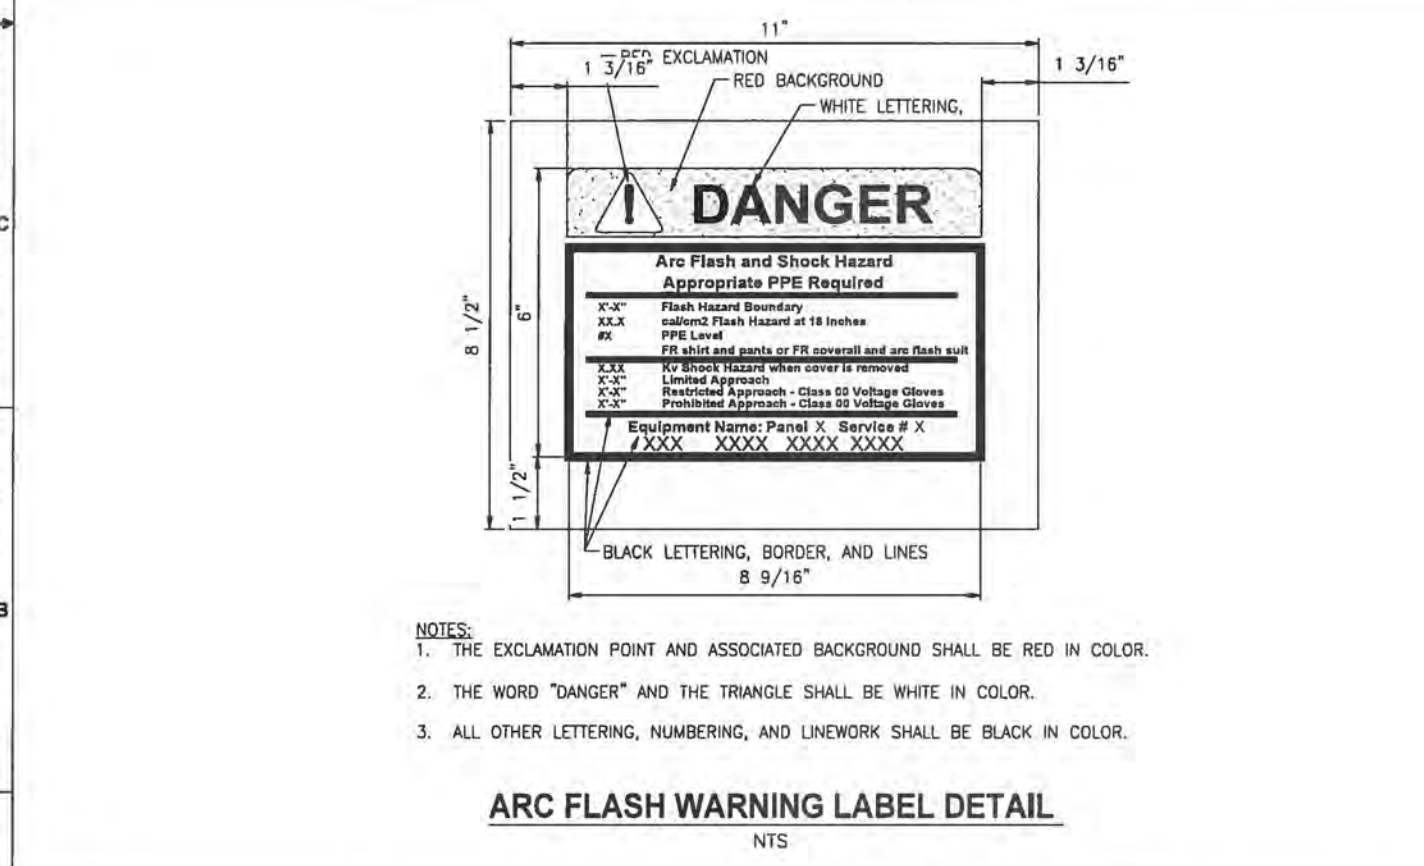 11"
RED EXCLAMATION
1 3/16"
1 3/16"
RED BACKGROUND
WHITE LETTERING,
C
! DANGER
Arc Flash and Shock Hazard
Appropriate PPE Required
X'-X" Flash Hazard Boundary
XX.X cal/cm2 Flash Hazard at 18 Inches
#X PPE Level
FR shirt and pants or FR coverall and arc flash suit
X.XX Kv Shock Hazard when cover is removed
X'-X" Limited Approach
X'-X" Restricted Approach - Class 00 Voltage Gloves
X'-X" Prohibited Approach - Class 00 Voltage Gloves
Equipment Name: Panel X Service # X
XXX XXXX XXXX XXXX
8 1/2"
6"
1 1/2"
BLACK LETTERING, BORDER, AND LINES
8 9/16"
B
NOTES:
1. THE EXCLAMATION POINT AND ASSOCIATED BACKGROUND SHALL BE RED IN COLOR.
2. THE WORD "DANGER" AND THE TRIANGLE SHALL BE WHITE IN COLOR.
3. ALL OTHER LETTERING, NUMBERING, AND LINEWORK SHALL BE BLACK IN COLOR.
ARC FLASH WARNING LABEL DETAIL
NTS